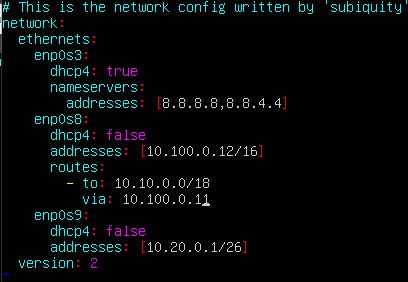 # This is the network config written by 'subiquity'
network:
  ethernets:
    enp0s3:
      dhcp4: true
      nameservers:
        addresses: [8.8.8.8,8.8.4.4]
    enp0s8:
      dhcp4: false
      addresses: [10.100.0.12/16]
      routes:
        - to: 10.10.0.0/18
          via: 10.100.0.11
    enp0s9:
      dhcp4: false
      addresses: [10.20.0.1/26]
  version: 2
~